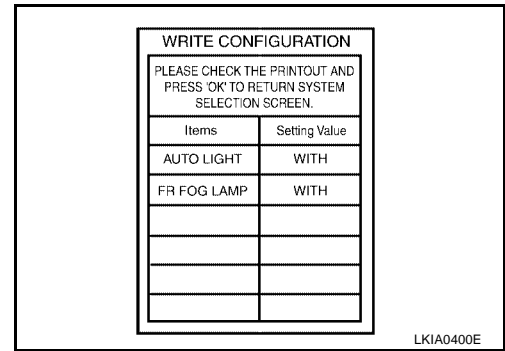 WRITE CONFIGURATION
PLEASE CHECK THE PRINTOUT AND
PRESS 'OK' TO RETURN SYSTEM
SELECTION SCREEN.
Items Setting Value
AUTO LIGHT WITH
FR FOG LAMP WITH
LKIA0400E